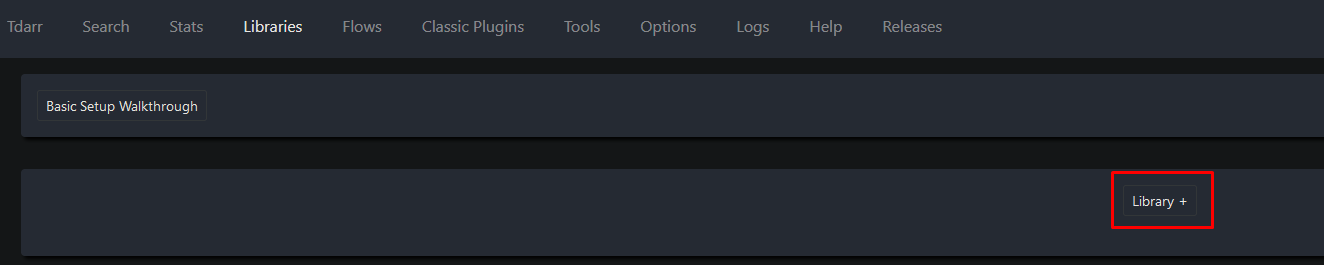 Tdarr Search Stats Libraries Flows Classic Plugins Tools Options Logs Help Releases
Basic Setup Walkthrough
Library +